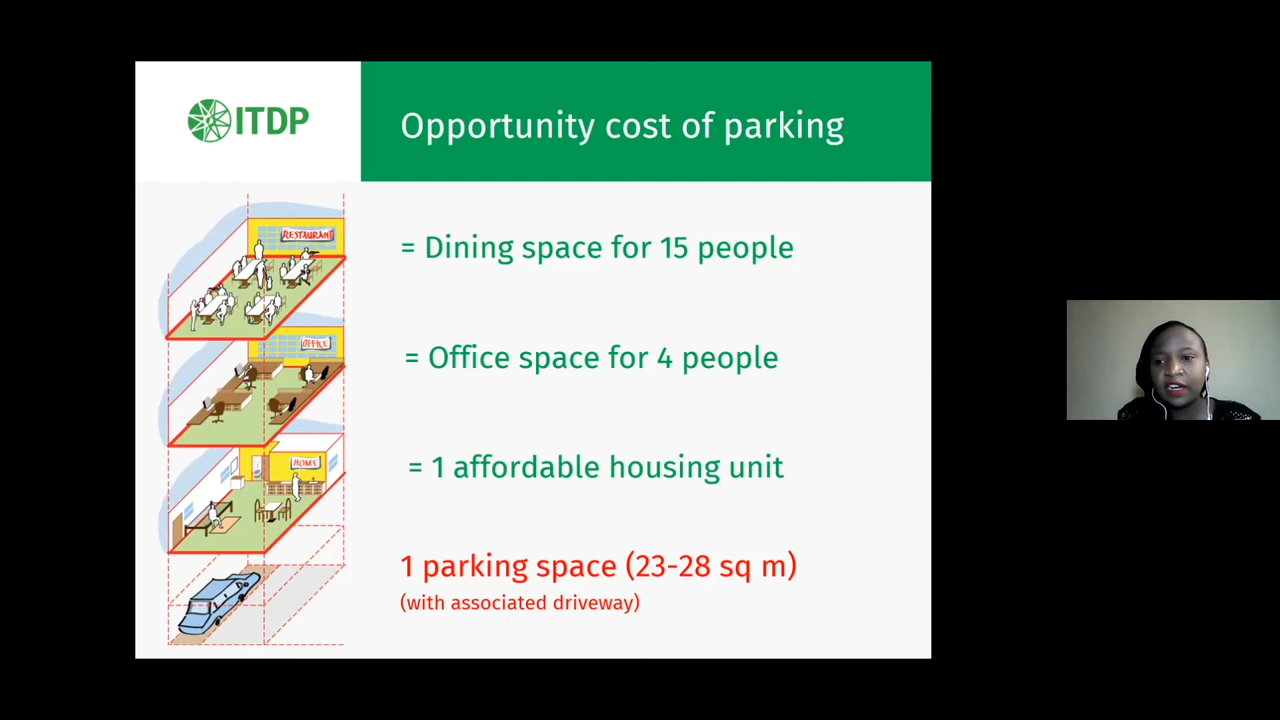 ITDP
Opportunity cost of parking
RESTAURANT
= Dining space for 15 people
OFFICE
= Office space for 4 people
HOME
= 1 affordable housing unit
1 parking space (23-28 sq m)
(with associated driveway)